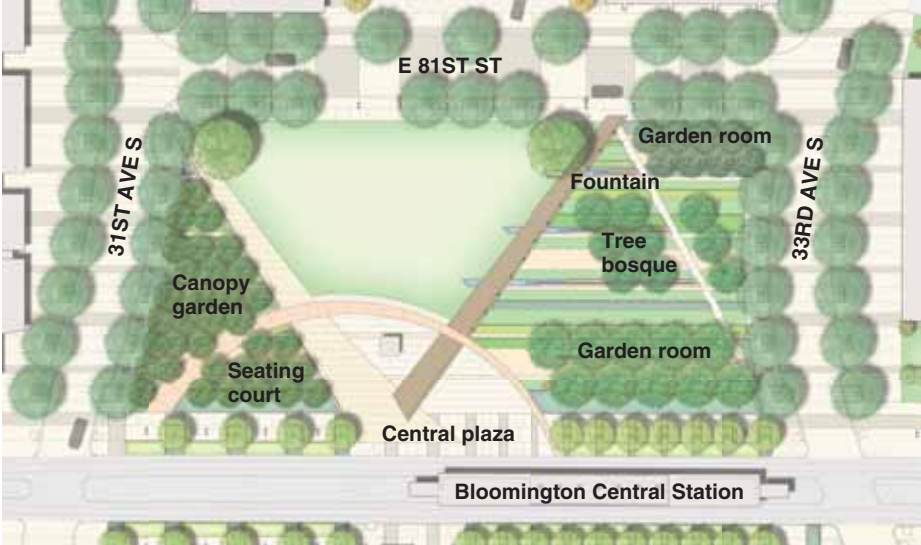 E 81ST ST
Garden room
31ST AVE S
33RD AVE S
Fountain
Tree
bosque
Canopy
garden
Garden room
Seating
court
Central plaza
Bloomington Central Station